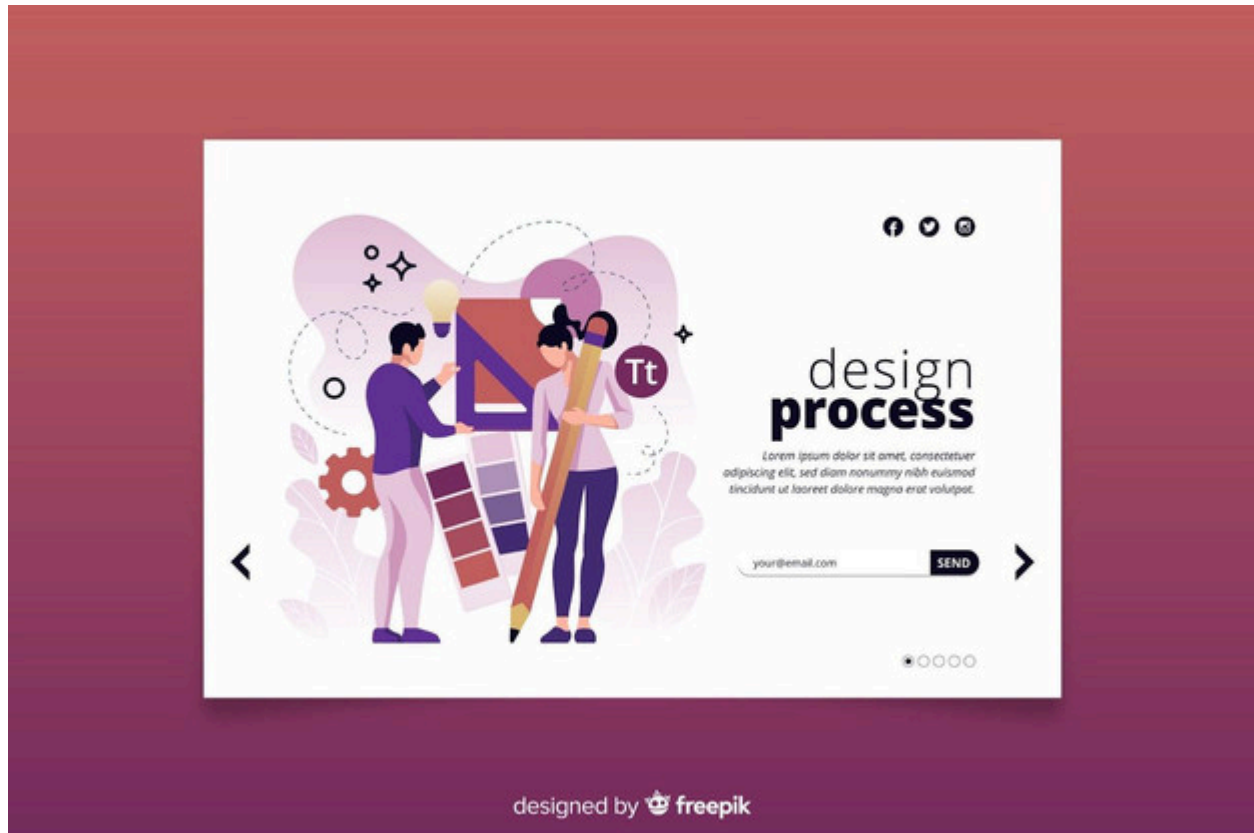 Tt
design
process
Lorem ipsum dolor sit amet, consectetuer
adipiscing elit, sed diam nonummy nibh euismod
tincidunt ut laoreet dolore magna erat volutpat.
your@email.com SEND
designed by freepik